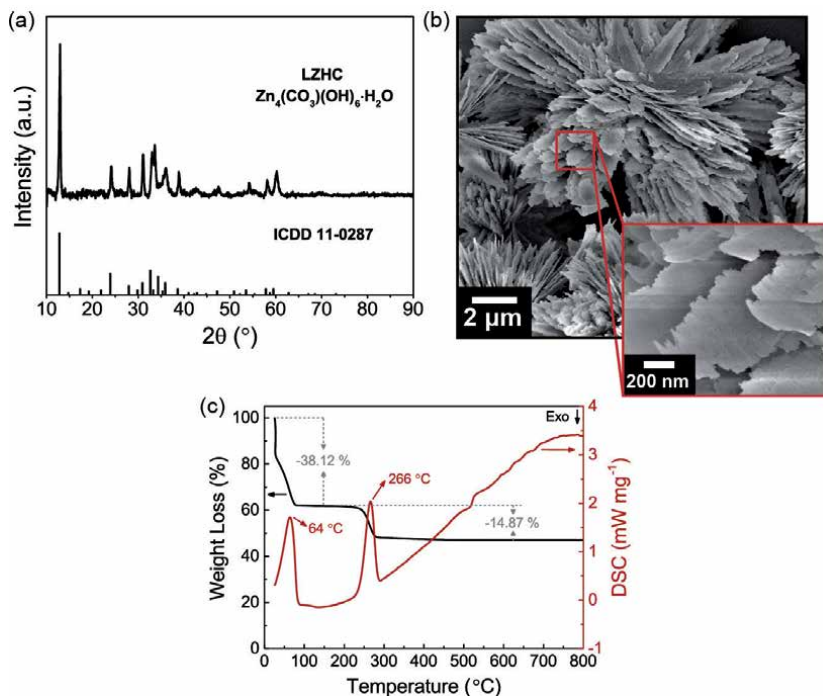 (a)
LZHC
Zn₄(CO₃)(OH)₆·H₂O
Intensity (a.u.)
ICDD 11-0287
10 20 30 40 50 60 70 80 90
2θ (°)
(b)
2 µm
200 nm
(c)
100
80
60
40
20
0
Weight Loss (%)
-38.12 %
64 °C
266 °C
-14.87 %
Exo
4
3
2
1
0
-1
DSC (mW mg⁻¹)
0 100 200 300 400 500 600 700 800
Temperature (°C)